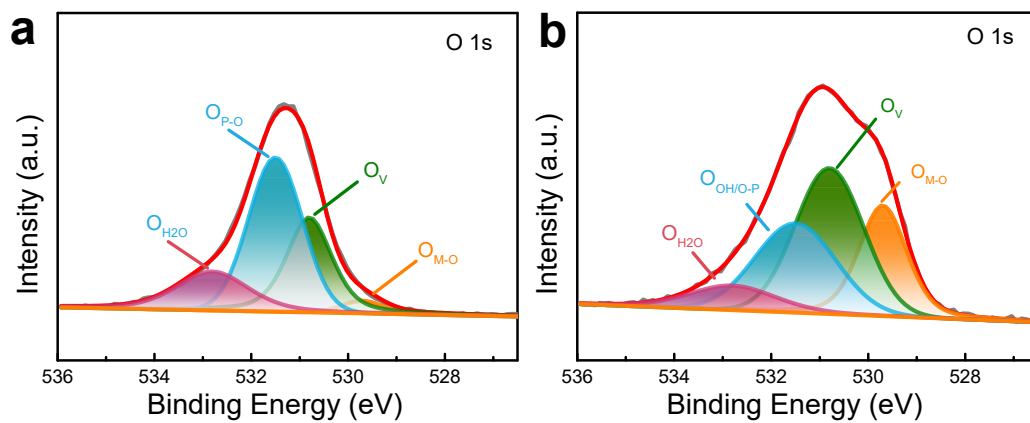 a
O 1s
O_P-O
O_V
O_H2O
O_M-O
Intensity (a.u.)
536 534 532 530 528
Binding Energy (eV)
b
O 1s
O_V
O_OH/O-P
O_M-O
O_H2O
Intensity (a.u.)
536 534 532 530 528
Binding Energy (eV)